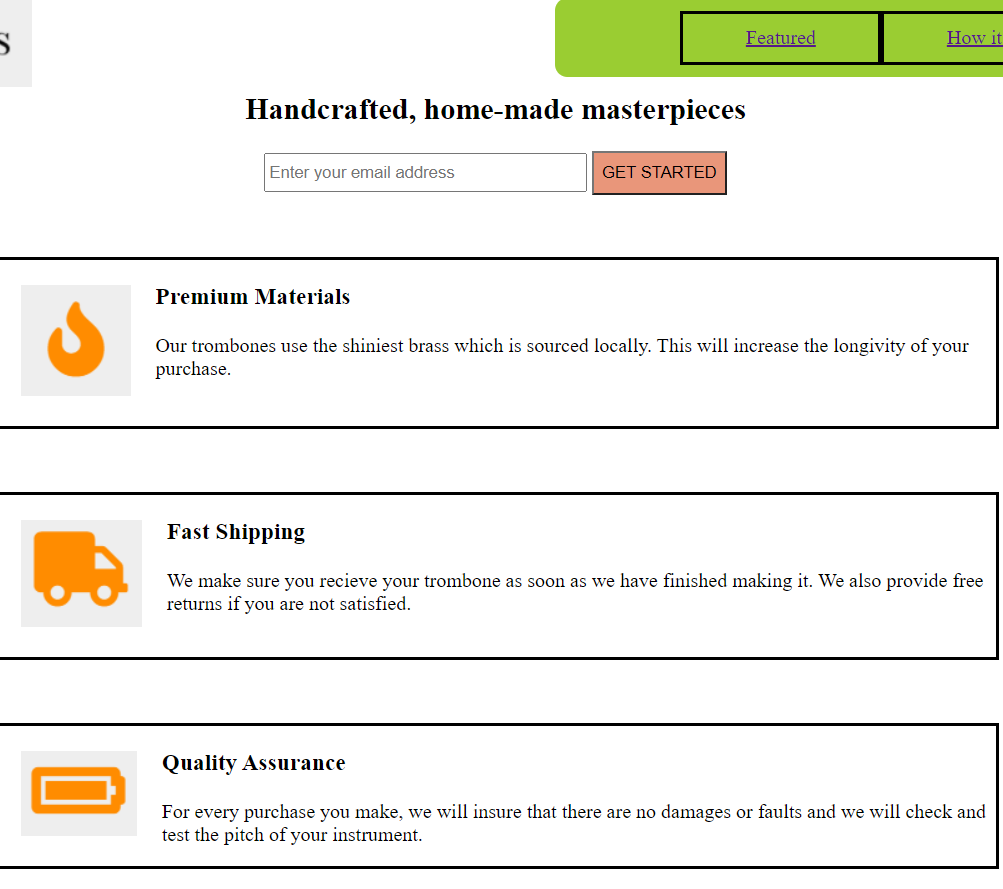 S
Featured
How it
Handcrafted, home-made masterpieces
Enter your email address
GET STARTED
Premium Materials
Our trombones use the shiniest brass which is sourced locally. This will increase the longivity of your
purchase.
Fast Shipping
We make sure you recieve your trombone as soon as we have finished making it. We also provide free
returns if you are not satisfied.
Quality Assurance
For every purchase you make, we will insure that there are no damages or faults and we will check and
test the pitch of your instrument.